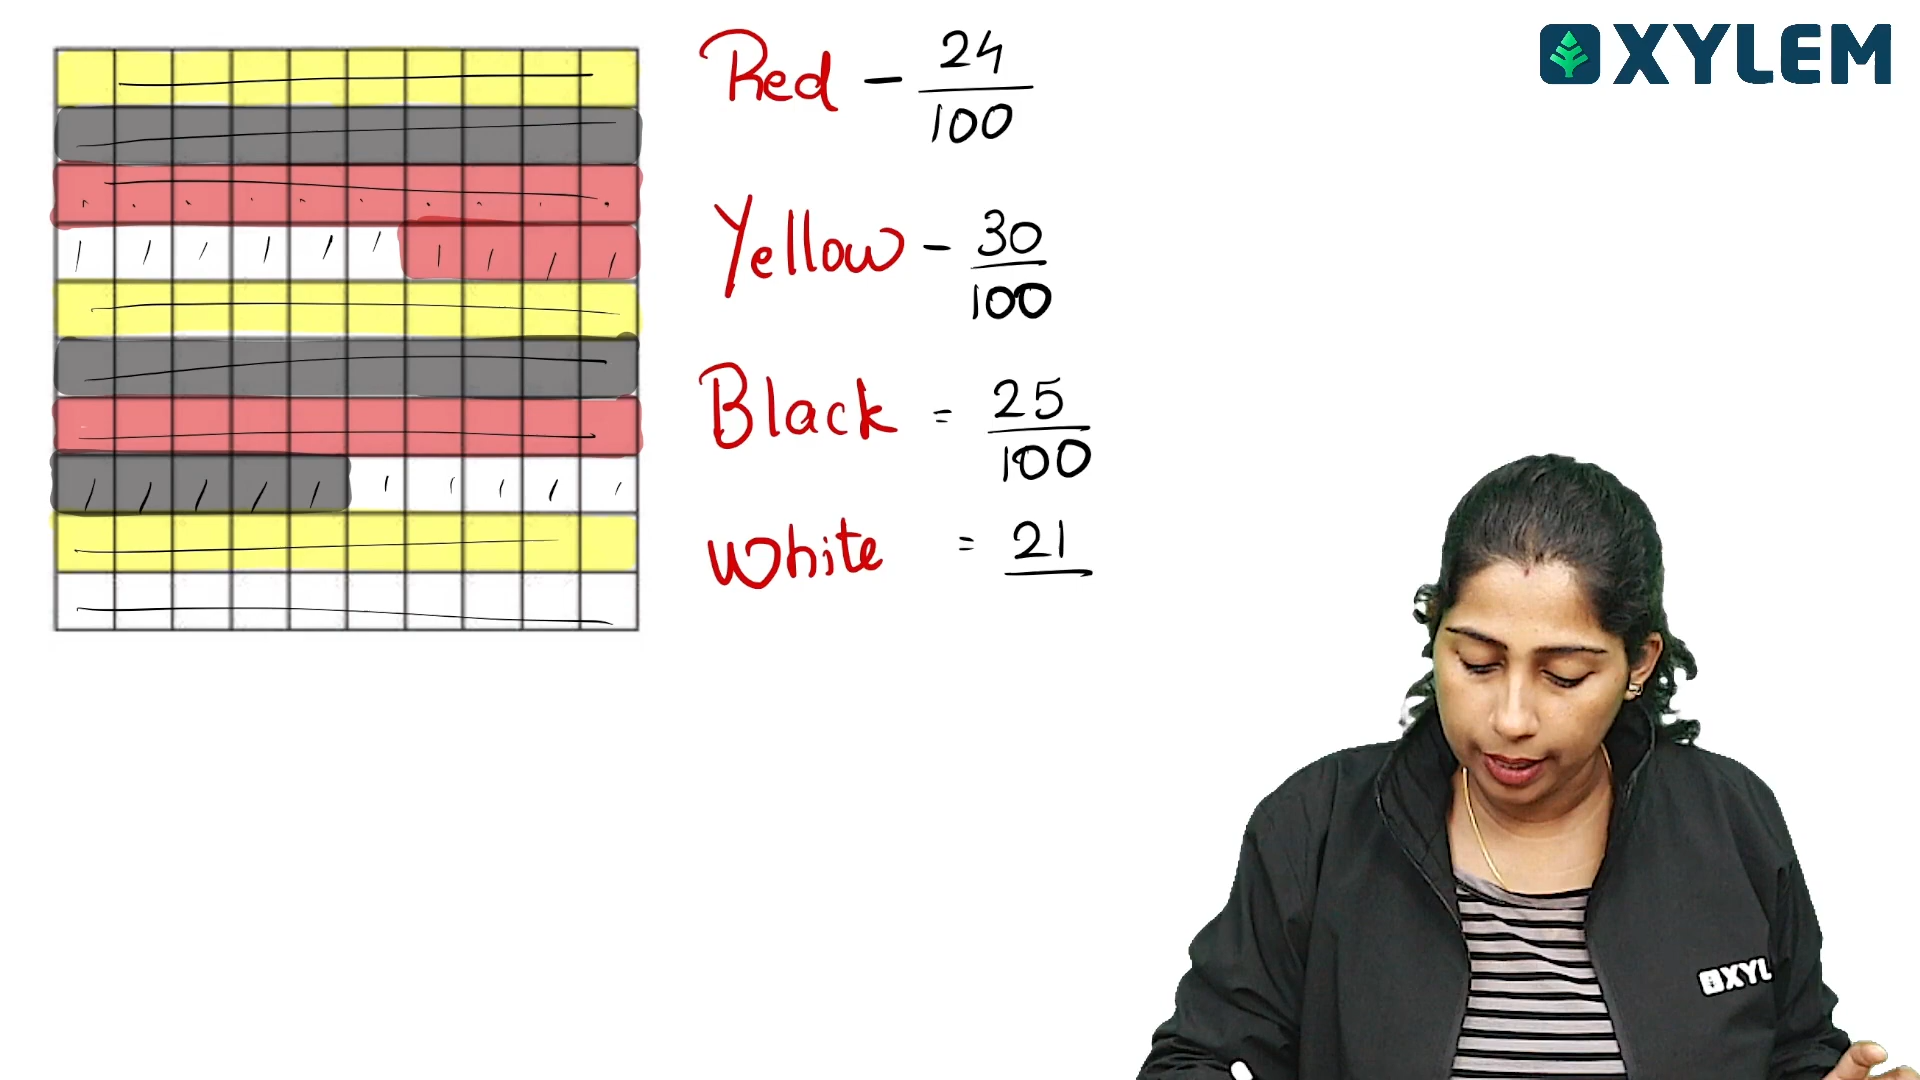 XYLEM
Red - 24/100
Yellow - 30/100
Black = 25/100
White = 21
XYL